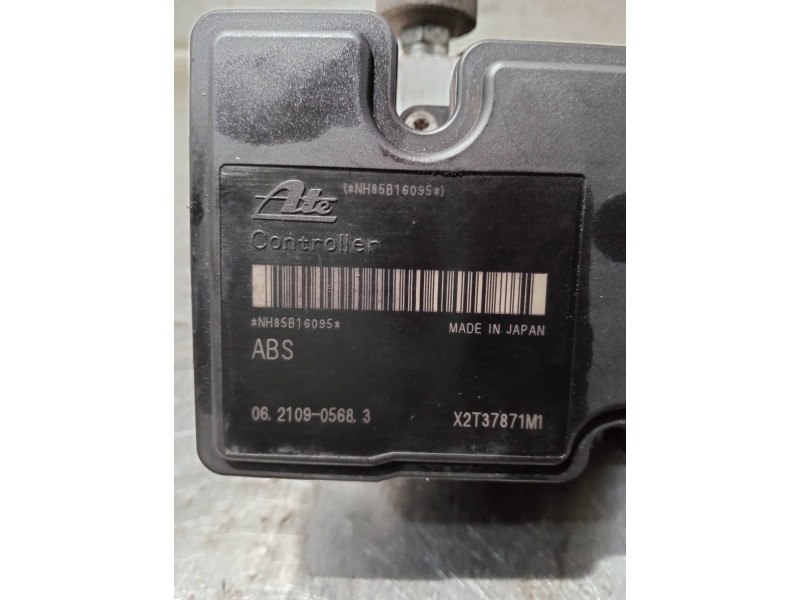 Ate (*NH85B16095*)
Controller
*NH85B16095* MADE IN JAPAN
ABS
06.2109-0568.3 X2T37871M1